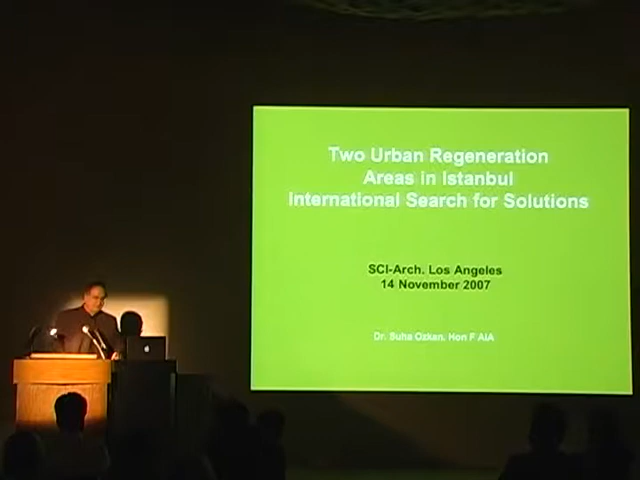 Two Urban Regeneration
Areas in Istanbul
International Search for Solutions
SCI-Arch. Los Angeles
14 November 2007
Dr. Suha Ozkan, Hon F AIA